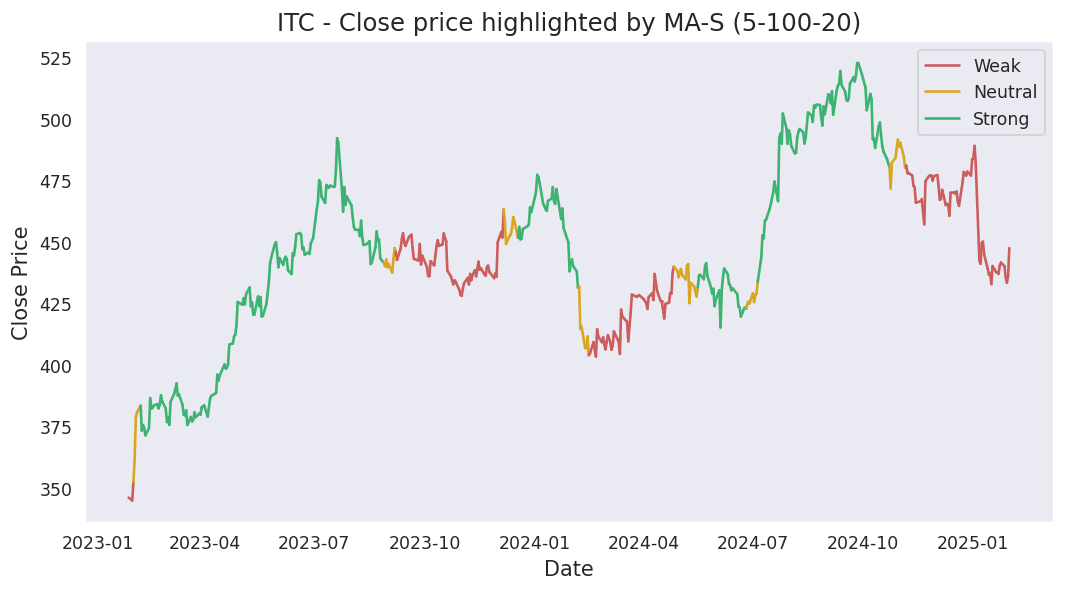 ITC - Close price highlighted by MA-S (5-100-20)
Weak
Neutral
Strong
Close Price
525
500
475
450
425
400
375
350
2023-01 2023-04 2023-07 2023-10 2024-01 2024-04 2024-07 2024-10 2025-01
Date